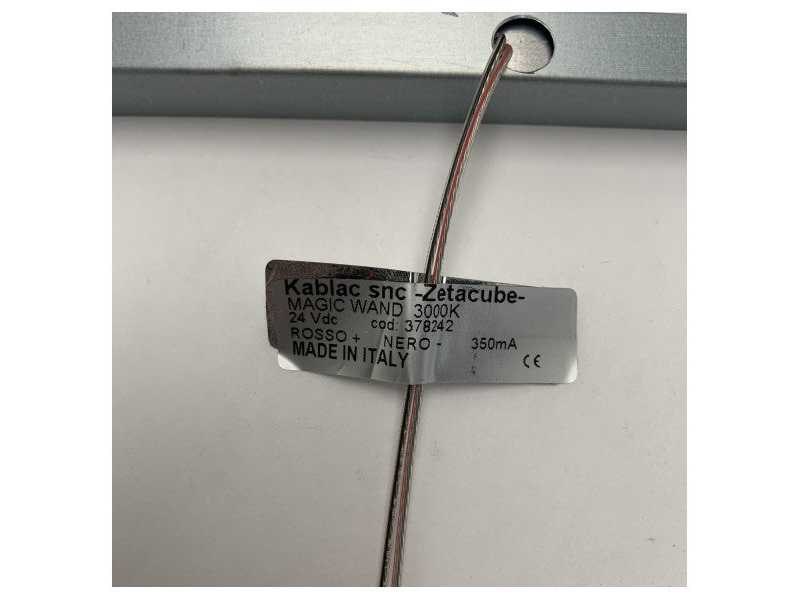 Kablac snc -Zetacube-
MAGIC WAND 3000K
24 Vdc cod: 378242
ROSSO + NERO - 350mA
MADE IN ITALY CE